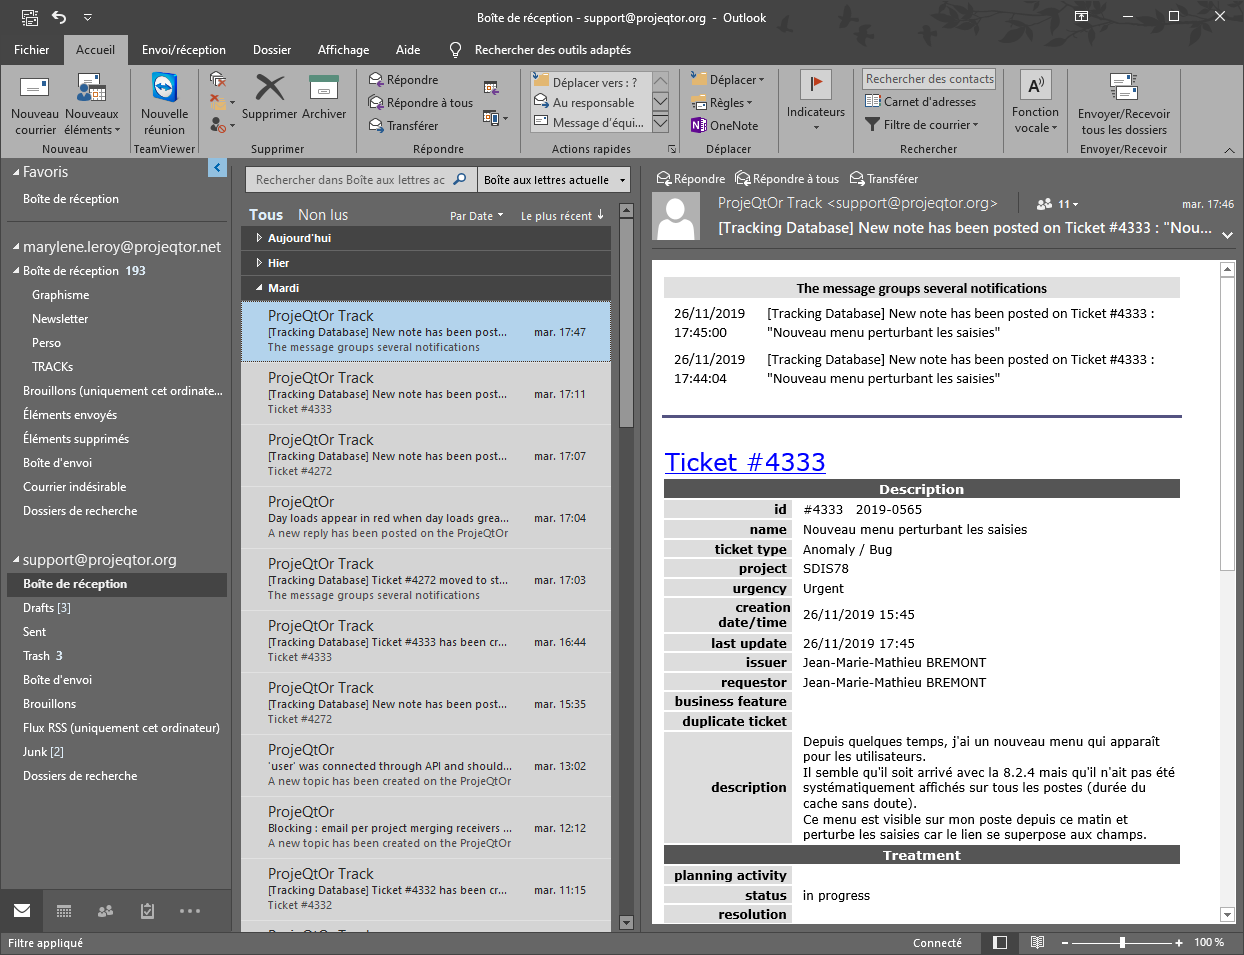 Boîte de réception - support@projeqtor.org - Outlook
Fichier
Accueil
Envoi/réception
Dossier
Affichage
Aide
Rechercher des outils adaptés
Nouveau courrier
Nouveaux éléments
Nouveau
Nouvelle réunion
TeamViewer
Supprimer
Archiver
Supprimer
Répondre
Répondre à tous
Transférer
Répondre
Déplacer vers : ?
Au responsable
Message d'équi...
Actions rapides
Déplacer
Règles
OneNote
Déplacer
Indicateurs
Rechercher des contacts
Carnet d'adresses
Filtre de courrier
Rechercher
Fonction vocale
Envoyer/Recevoir tous les dossiers
Envoyer/Recevoir
Favoris
Boîte de réception
marylene.leroy@projeqtor.net
Boîte de réception 193
Graphisme
Newsletter
Perso
TRACKs
Brouillons (uniquement cet ordinate...
Éléments envoyés
Éléments supprimés
Boîte d'envoi
Courrier indésirable
Dossiers de recherche
support@projeqtor.org
Boîte de réception
Drafts [3]
Sent
Trash 3
Boîte d'envoi
Brouillons
Flux RSS (uniquement cet ordinateur)
Junk [2]
Dossiers de recherche
Rechercher dans Boîte aux lettres ac
Boîte aux lettres actuelle
Tous Non lus
Par Date
Le plus récent
Aujourd'hui
Hier
Mardi
ProjeQtOr Track
[Tracking Database] New note has been post... mar. 17:47
The message groups several notifications
ProjeQtOr Track
[Tracking Database] New note has been post... mar. 17:11
Ticket #4333
ProjeQtOr Track
[Tracking Database] New note has been post... mar. 17:07
Ticket #4272
ProjeQtOr
Day loads appear in red when day loads grea... mar. 17:04
A new reply has been posted on the ProjeQtOr
ProjeQtOr Track
[Tracking Database] Ticket #4272 moved to st... mar. 17:03
The message groups several notifications
ProjeQtOr Track
[Tracking Database] Ticket #4333 has been cr... mar. 16:44
Ticket #4333
ProjeQtOr Track
[Tracking Database] New note has been post... mar. 15:35
Ticket #4272
ProjeQtOr
'user' was connected through API and should... mar. 13:02
A new topic has been created on the ProjeQtOr
ProjeQtOr
Blocking : email per project merging receivers ... mar. 12:12
A new topic has been created on the ProjeQtOr
ProjeQtOr Track
[Tracking Database] Ticket #4332 has been cr... mar. 11:15
Ticket #4332
Répondre Répondre à tous Transférer
ProjeQtOr Track <support@projeqtor.org>
11
mar. 17:46
[Tracking Database] New note has been posted on Ticket #4333 : "Nou...
The message groups several notifications
26/11/2019 17:45:00
[Tracking Database] New note has been posted on Ticket #4333 :
"Nouveau menu perturbant les saisies"
26/11/2019 17:44:04
[Tracking Database] New note has been posted on Ticket #4333 :
"Nouveau menu perturbant les saisies"
Ticket #4333
Description
id #4333 2019-0565
name Nouveau menu perturbant les saisies
ticket type Anomaly / Bug
project SDIS78
urgency Urgent
creation date/time 26/11/2019 15:45
last update 26/11/2019 17:45
issuer Jean-Marie-Mathieu BREMONT
requestor Jean-Marie-Mathieu BREMONT
business feature
duplicate ticket
description
Depuis quelques temps, j'ai un nouveau menu qui apparaît
pour les utilisateurs.
Il semble qu'il soit arrivé avec la 8.2.4 mais qu'il n'ait pas été
systématiquement affichés sur tous les postes (durée du
cache sans doute).
Ce menu est visible sur mon poste depuis ce matin et
perturbe les saisies car le lien se superpose aux champs.
Treatment
planning activity
status in progress
resolution
Filtre appliqué
Connecté
100 %